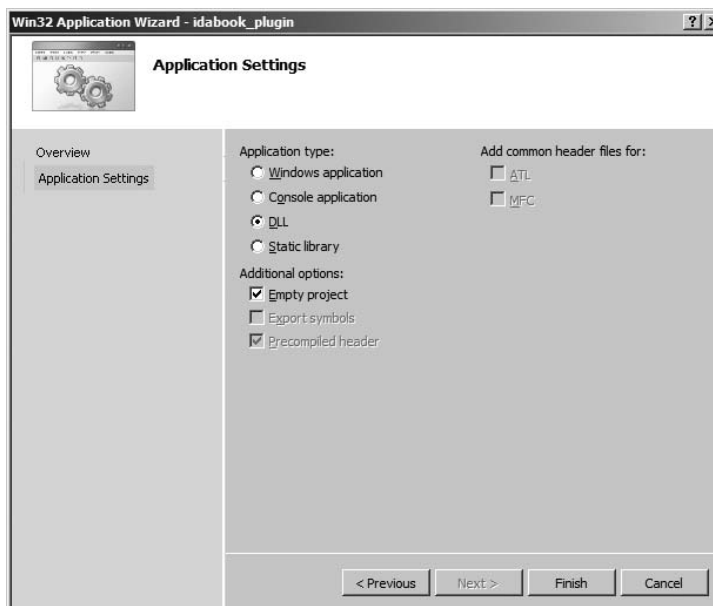 Win32 Application Wizard - idabook_plugin
Application Settings
Overview
Application Settings
Application type:
Windows application
Console application
DLL
Static library
Additional options:
Empty project
Export symbols
Precompiled header
Add common header files for:
ATL
MFC
< Previous
Next >
Finish
Cancel